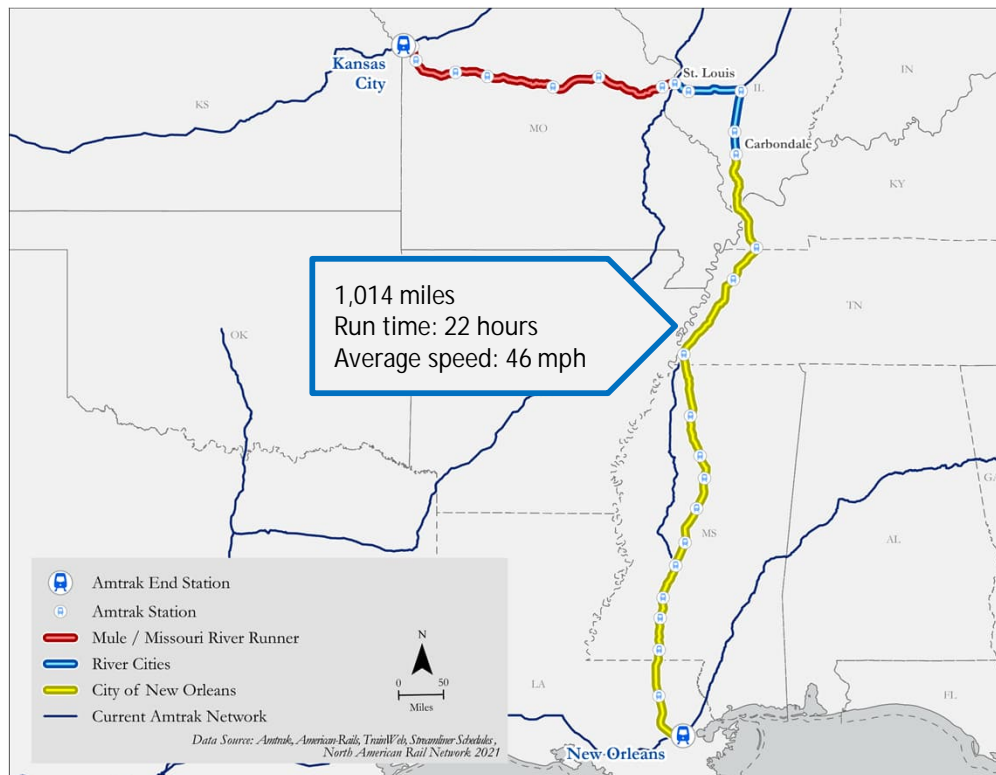 Kansas
City
St. Louis
IN
IL
KS
MO
Carbondale
KY
1,014 miles
Run time: 22 hours
Average speed: 46 mph
TN
OK
GA
MS
AL
Amtrak End Station
Amtrak Station
Mule / Missouri River Runner
River Cities
City of New Orleans
Current Amtrak Network
N
0 50
Miles
LA
FL
Data Source: Amtrak, American-Rails, TrainWeb, Streamliner Schedules,
North American Rail Network 2021
New Orleans